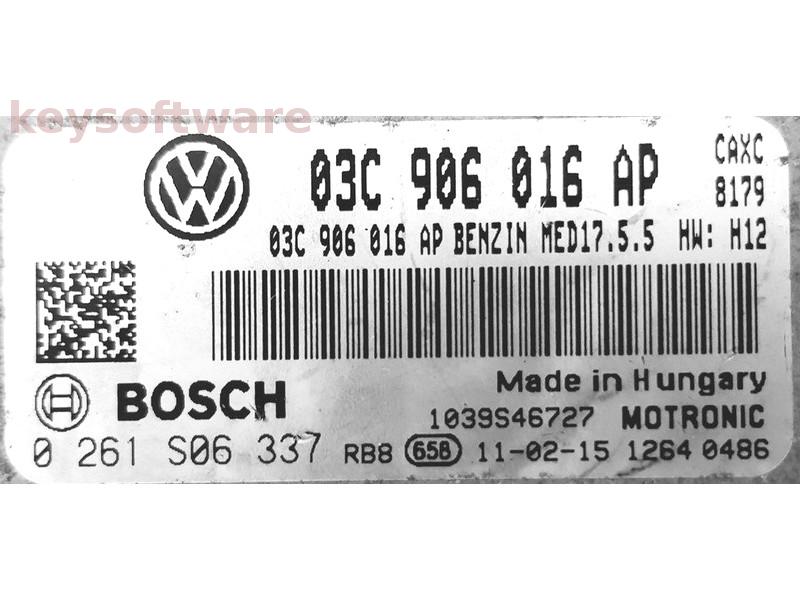 keysoftware
03C 906 016 AP
CAXC
8179
03C 906 016 AP BENZIN MED17.5.5 HW: H12
Made in Hungary
BOSCH
1039S46727 MOTRONIC
0 261 S06 337 RB8 658 11-02-15 1264 0486